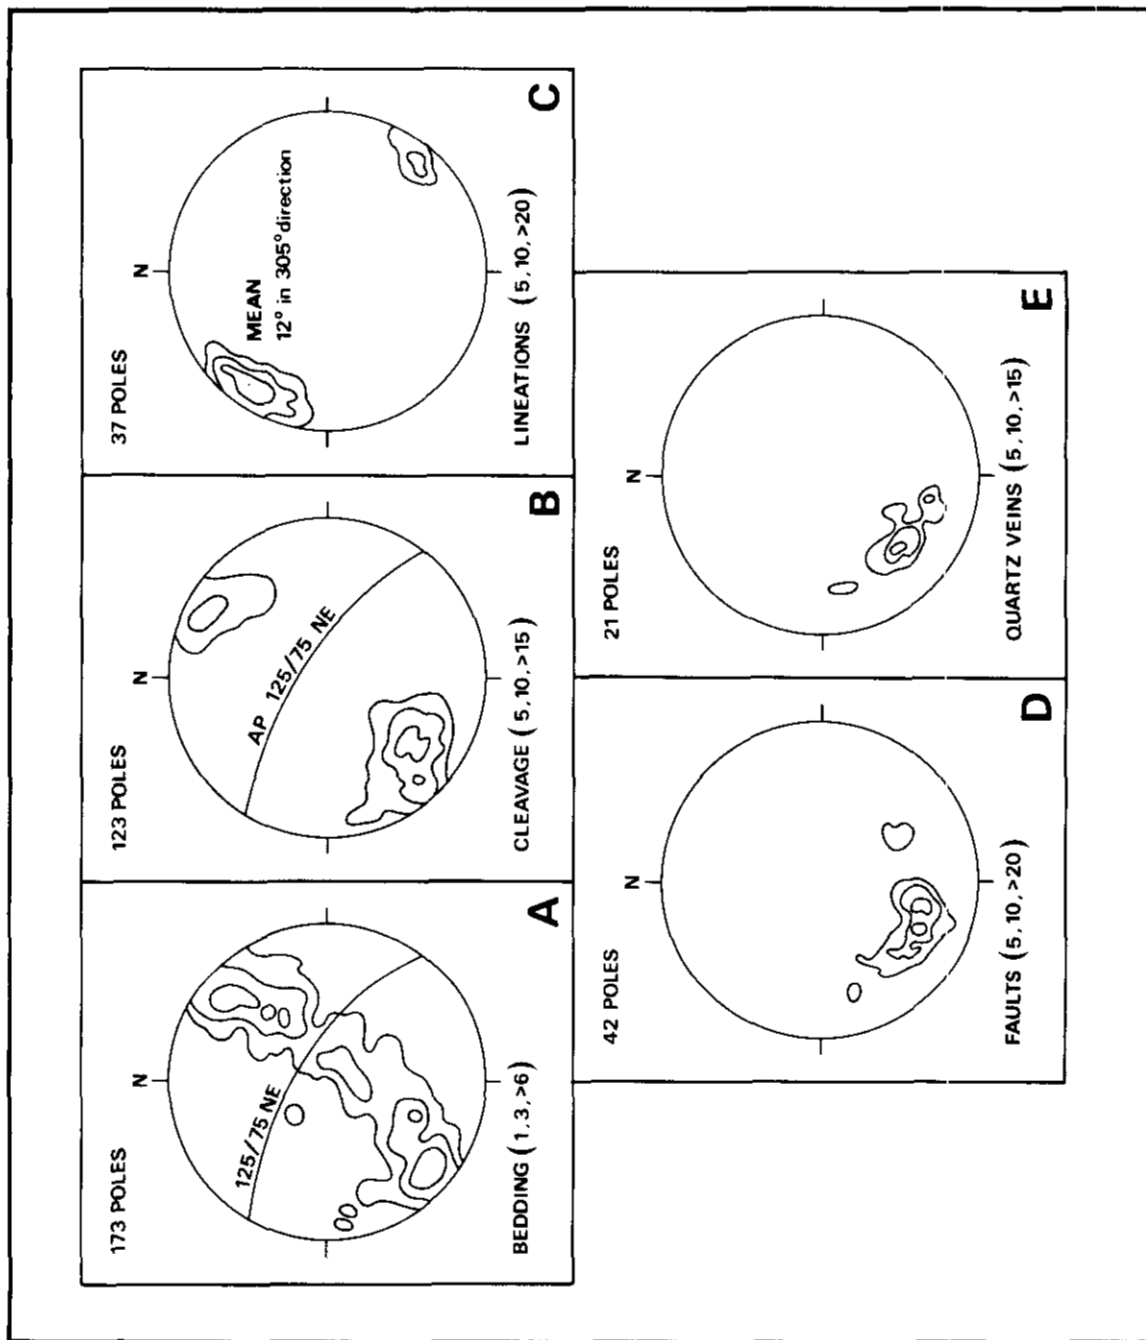 173 POLES
N
125/75 NE
BEDDING (1, 3, >6)
A
123 POLES
N
AP 125/75 NE
CLEAVAGE (5, 10, >15)
B
37 POLES
N
MEAN
12° in 305° direction
LINEATIONS (5, 10, >20)
C
42 POLES
N
FAULTS (5, 10, >20)
D
21 POLES
N
QUARTZ VEINS (5, 10, >15)
E